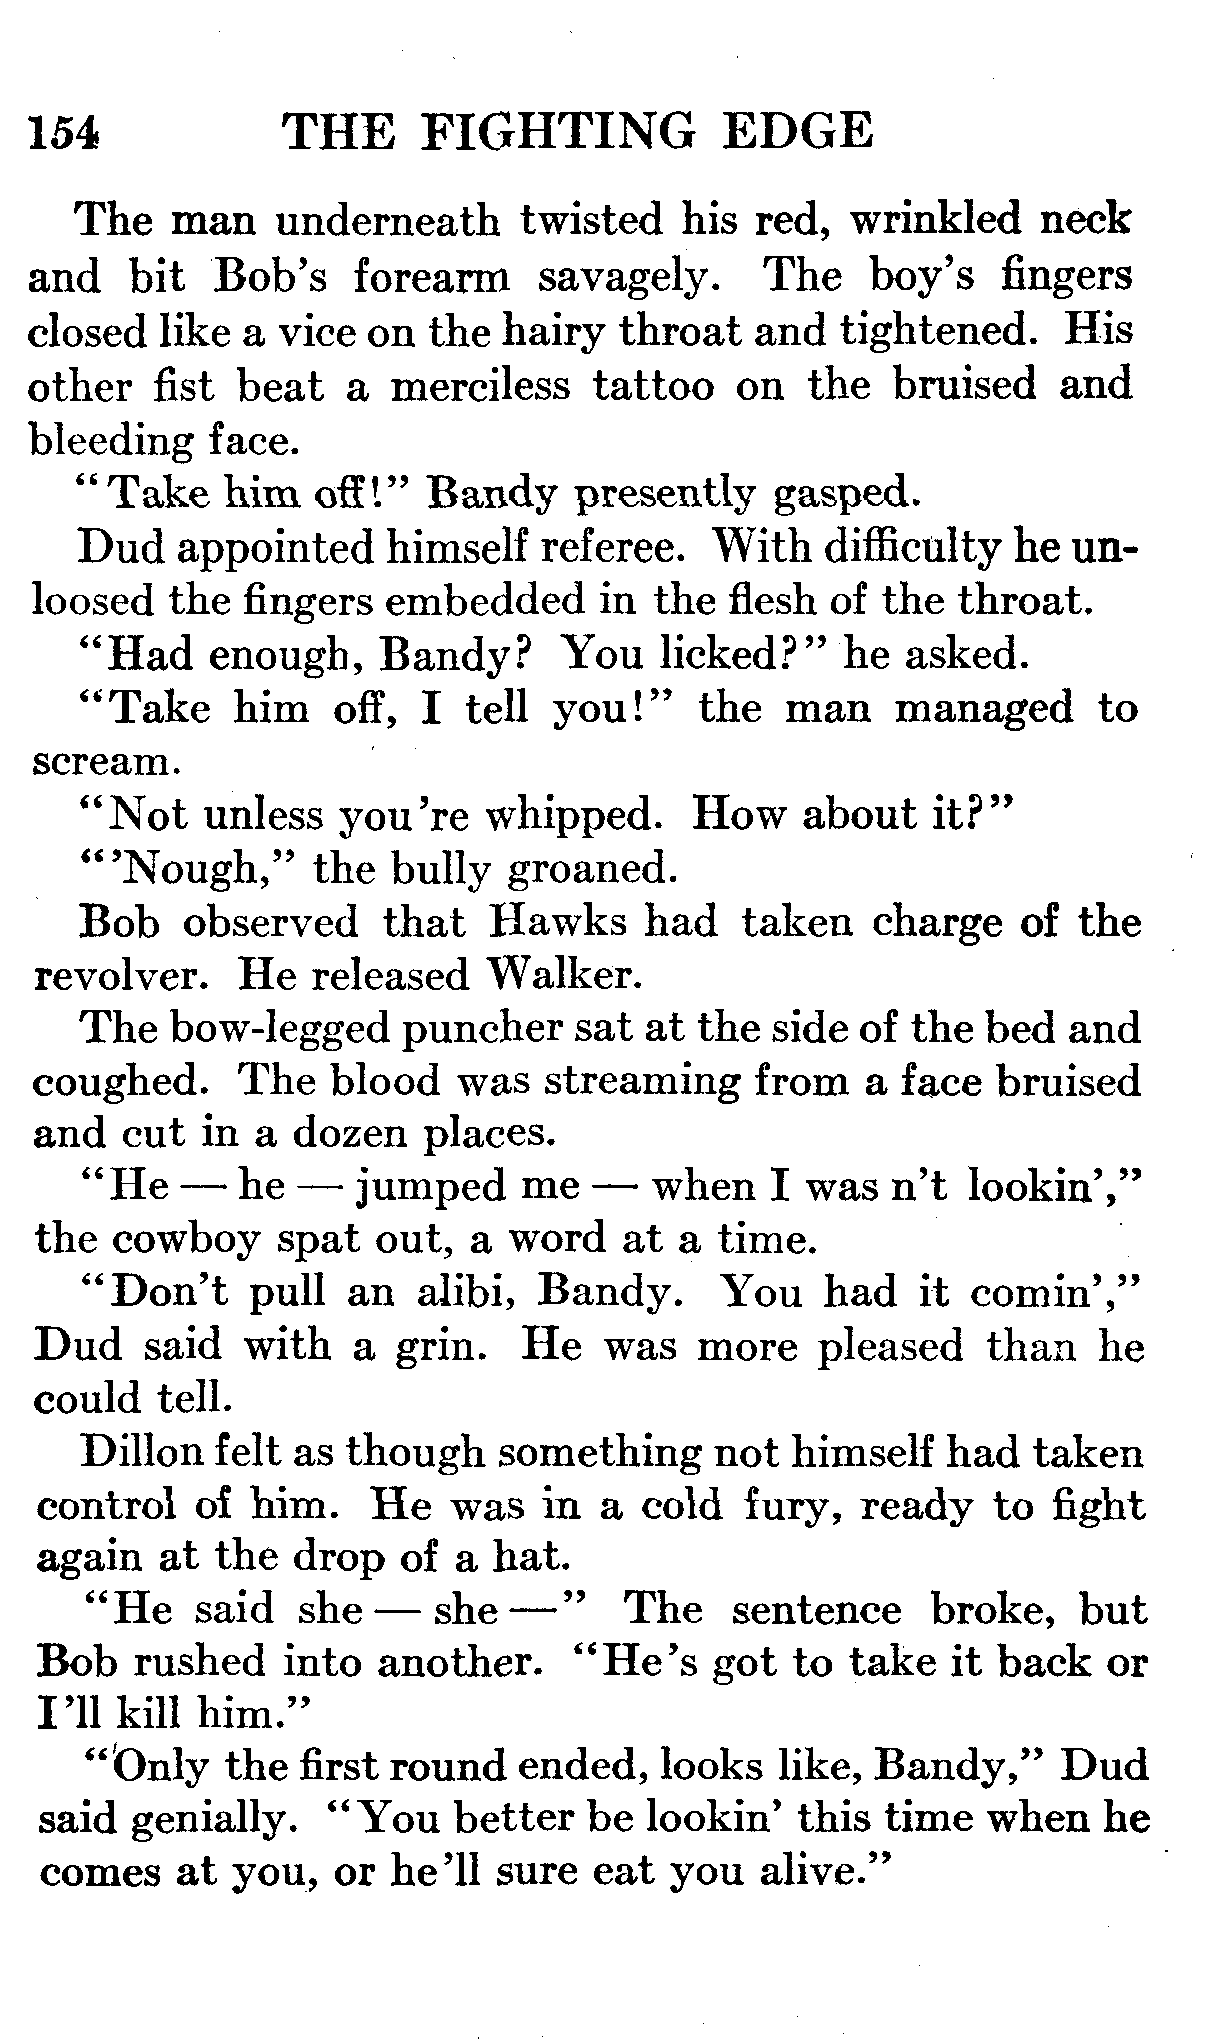 154 THE FIGHTING EDGE
The man underneath twisted his red, wrinkled neck
and bit Bob's forearm savagely. The boy's fingers
closed like a vice on the hairy throat and tightened. His
other fist beat a merciless tattoo on the bruised and
bleeding face.
"Take him off!" Bandy presently gasped.
Dud appointed himself referee. With difficulty he un-
loosed the fingers embedded in the flesh of the throat.
"Had enough, Bandy? You licked?" he asked.
"Take him off, I tell you!" the man managed to
scream.
"Not unless you're whipped. How about it?"
"'Nough," the bully groaned.
Bob observed that Hawks had taken charge of the
revolver. He released Walker.
The bow-legged puncher sat at the side of the bed and
coughed. The blood was streaming from a face bruised
and cut in a dozen places.
"He — he — jumped me — when I was n't lookin',"
the cowboy spat out, a word at a time.
"Don't pull an alibi, Bandy. You had it comin',"
Dud said with a grin. He was more pleased than he
could tell.
Dillon felt as though something not himself had taken
control of him. He was in a cold fury, ready to fight
again at the drop of a hat.
"He said she — she —" The sentence broke, but
Bob rushed into another. "He's got to take it back or
I'll kill him."
"Only the first round ended, looks like, Bandy," Dud
said genially. "You better be lookin' this time when he
comes at you, or he'll sure eat you alive."